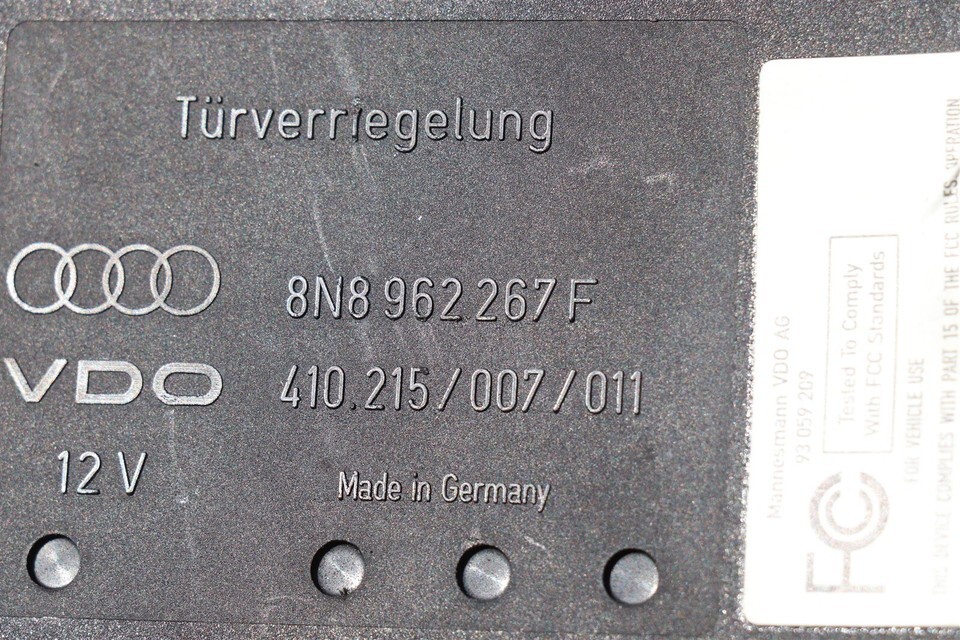 Türverriegelung
8N8 962 267 F
VDO
410.215/007/011
12 V
Made in Germany
Mannesmann VDO AG
93 059 209
FCC
Tested To Comply
With FCC Standards
FOR VEHICLE USE
THIS DEVICE COMPLIES WITH PART 15 OF THE FCC RULES. OPERATION